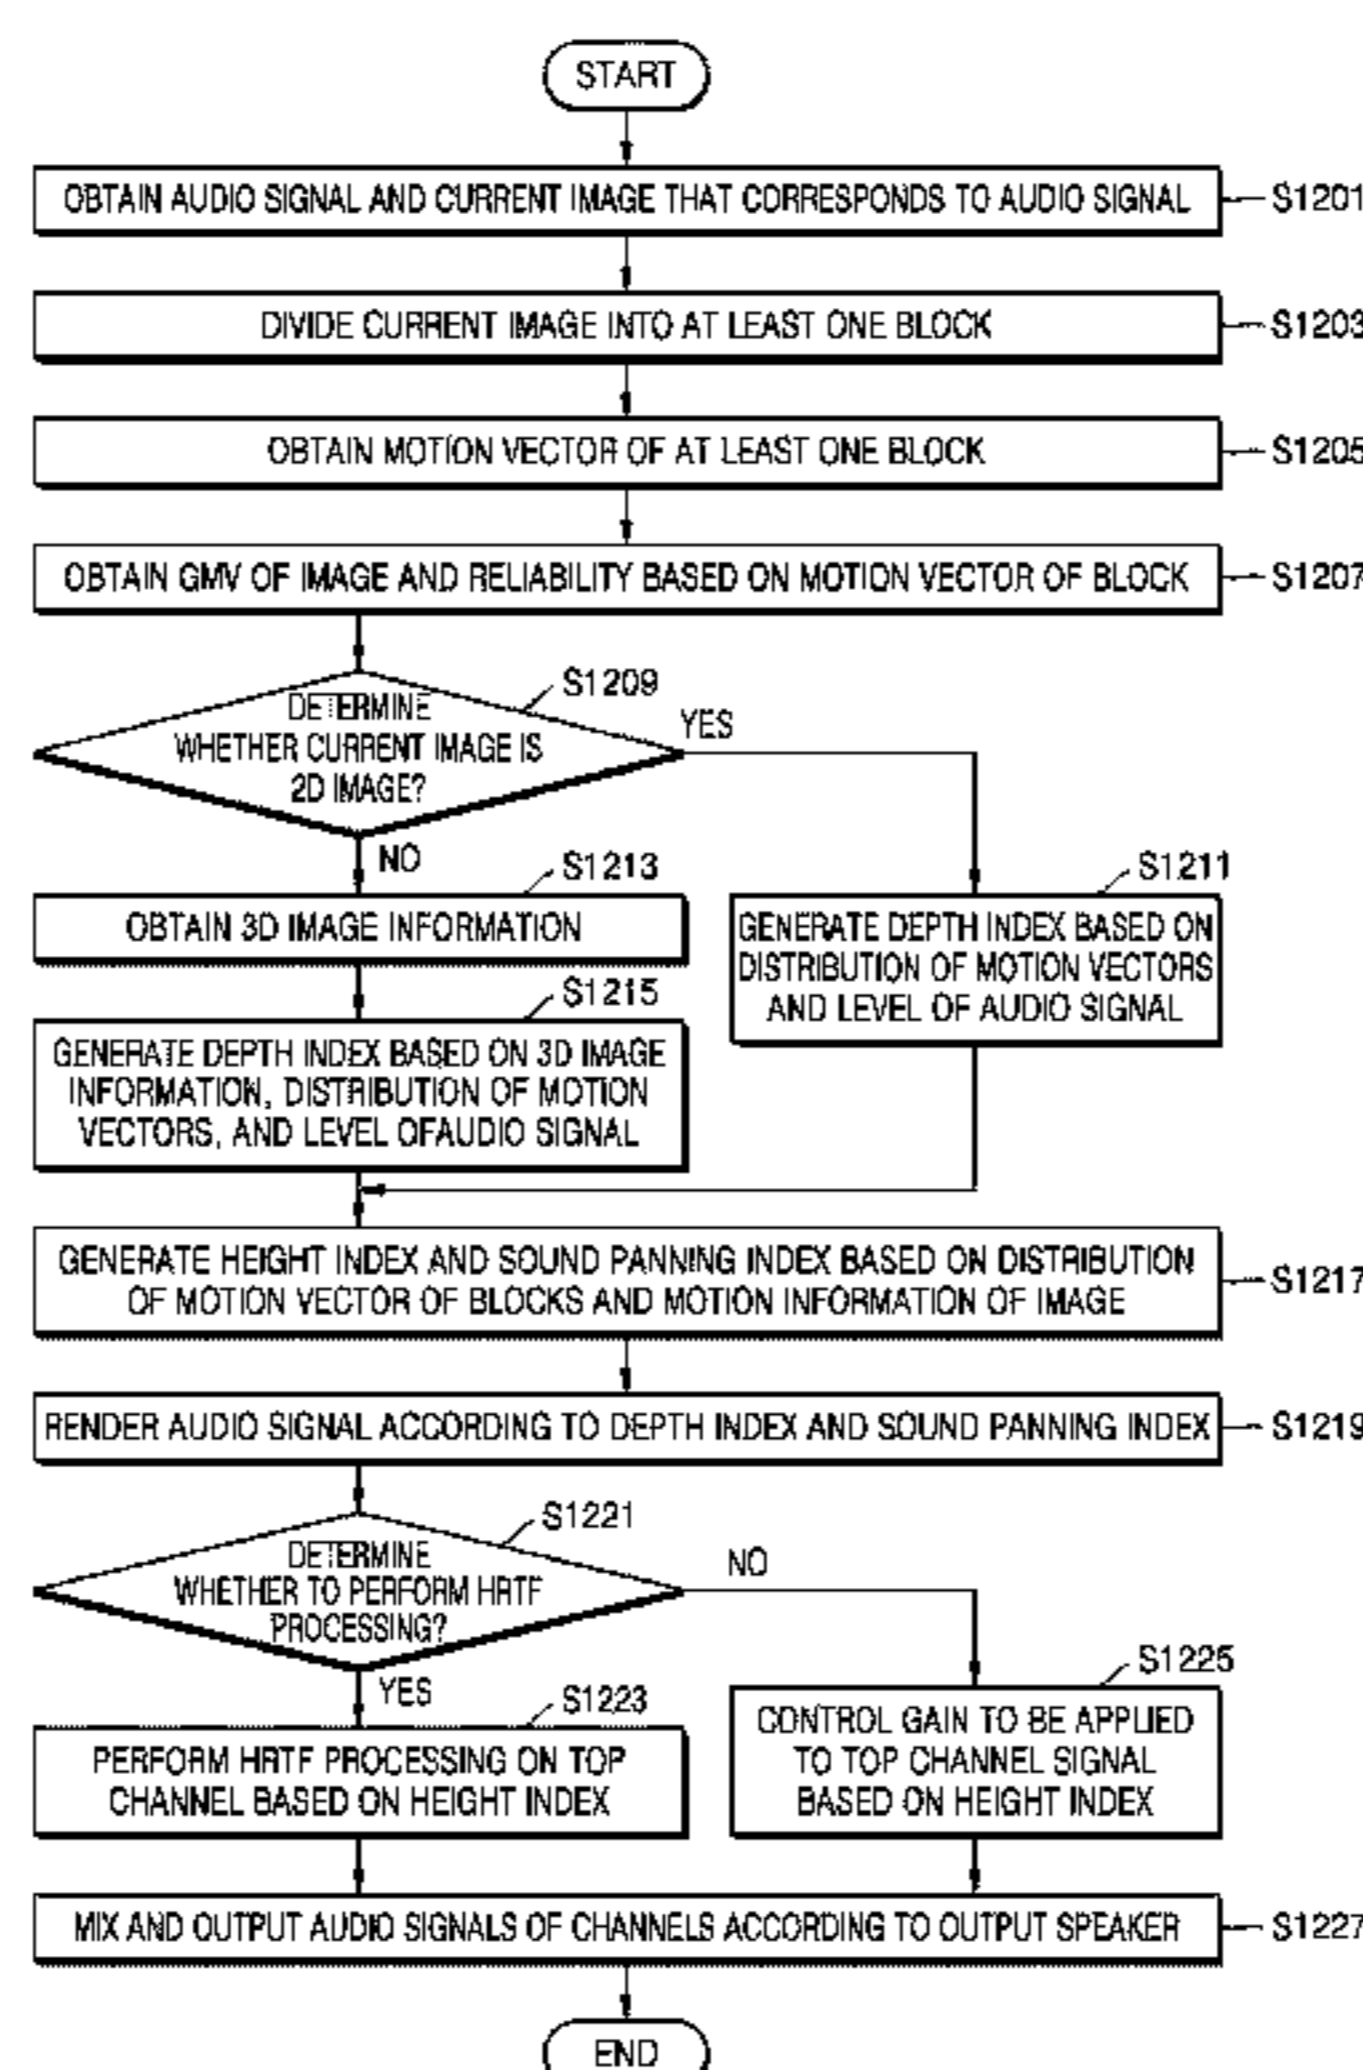 START
OBTAIN AUDIO SIGNAL AND CURRENT IMAGE THAT CORRESPONDS TO AUDIO SIGNAL
S1201
DIVIDE CURRENT IMAGE INTO AT LEAST ONE BLOCK
S1203
OBTAIN MOTION VECTOR OF AT LEAST ONE BLOCK
S1205
OBTAIN GMV OF IMAGE AND RELIABILITY BASED ON MOTION VECTOR OF BLOCK
S1207
S1209
DETERMINE
WHETHER CURRENT IMAGE IS
2D IMAGE?
YES
NO
S1213
OBTAIN 3D IMAGE INFORMATION
S1211
GENERATE DEPTH INDEX BASED ON
DISTRIBUTION OF MOTION VECTORS
AND LEVEL OF AUDIO SIGNAL
S1215
GENERATE DEPTH INDEX BASED ON 3D IMAGE
INFORMATION, DISTRIBUTION OF MOTION
VECTORS, AND LEVEL OFAUDIO SIGNAL
GENERATE HEIGHT INDEX AND SOUND PANNING INDEX BASED ON DISTRIBUTION
OF MOTION VECTOR OF BLOCKS AND MOTION INFORMATION OF IMAGE
S1217
RENDER AUDIO SIGNAL ACCORDING TO DEPTH INDEX AND SOUND PANNING INDEX
S1219
S1221
DETERMINE
WHETHER TO PERFORM HRTF
PROCESSING?
NO
YES
S1223
PERFORM HRTF PROCESSING ON TOP
CHANNEL BASED ON HEIGHT INDEX
S1225
CONTROL GAIN TO BE APPLIED
TO TOP CHANNEL SIGNAL
BASED ON HEIGHT INDEX
MIX AND OUTPUT AUDIO SIGNALS OF CHANNELS ACCORDING TO OUTPUT SPEAKER
S1227
END